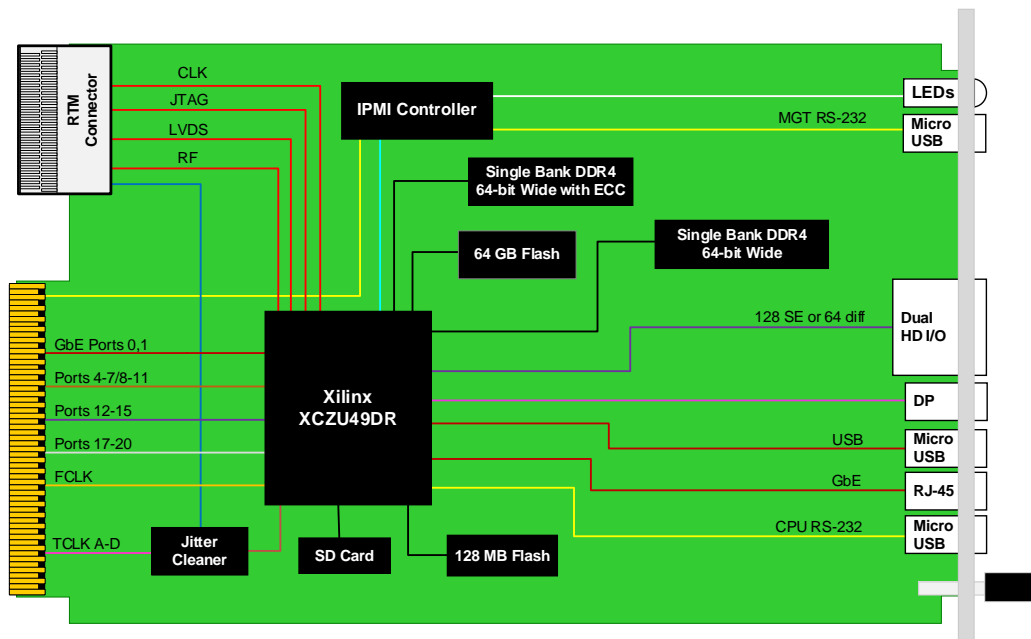 RTM
Connector
CLK
JTAG
LVDS
RF
IPMI Controller
LEDs
MGT RS-232
Micro
USB
Single Bank DDR4
64-bit Wide with ECC
64 GB Flash
Single Bank DDR4
64-bit Wide
128 SE or 64 diff
Dual
HD I/O
GbE Ports 0,1
Ports 4-7/8-11
Ports 12-15
Ports 17-20
FCLK
TCLK A-D
Xilinx
XCZU49DR
DP
USB
Micro
USB
GbE
RJ-45
CPU RS-232
Micro
USB
Jitter
Cleaner
SD Card
128 MB Flash